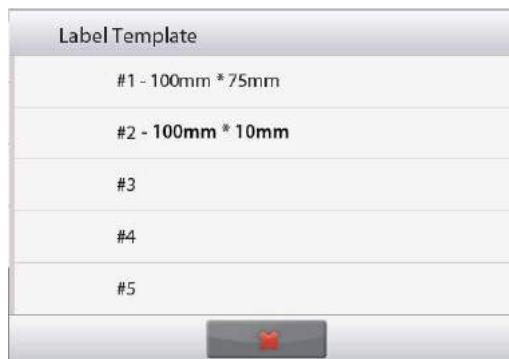 Label Template
#1 - 100mm * 75mm
#2 - 100mm * 10mm
#3
#4
#5